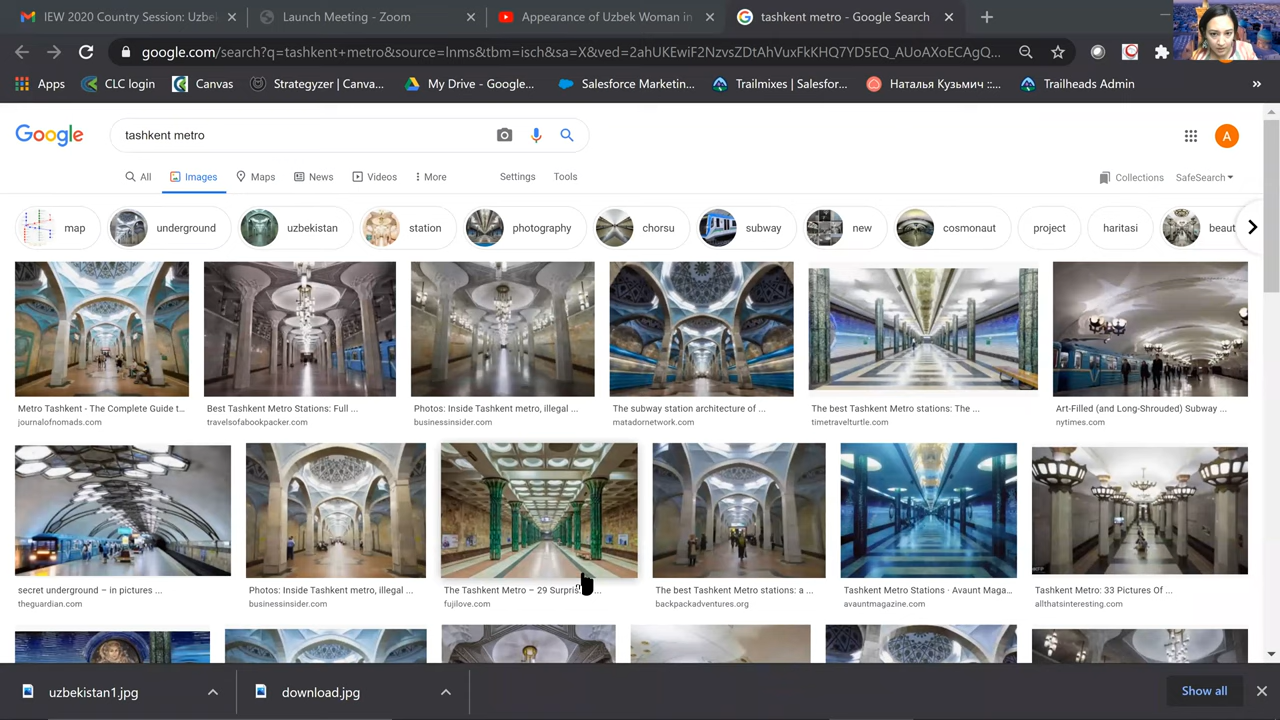 IEW 2020 Country Session: Uzbe
Launch Meeting - Zoom
Appearance of Uzbek Woman in
tashkent metro - Google Search
google.com/search?q=tashkent+metro&source=lnms&tbm=isch&sa=X&ved=2ahUKEwiF2NzvsZDtAhVuxFkKHQ7YD5EQ_AUoAXoECAgQ...
Apps
CLC login
Canvas
Strategyzer | Canva...
My Drive - Google...
Salesforce Marketin...
Trailmixes | Salesfor...
Наталья Кузьмич ::...
Trailheads Admin
»
Google
tashkent metro
A
All
Images
Maps
News
Videos
More
Settings
Tools
Collections
SafeSearch
map
underground
uzbekistan
station
photography
chorsu
subway
new
cosmonaut
project
haritasi
beaut
Metro Tashkent - The Complete Guide t...
journalofnomads.com
Best Tashkent Metro Stations: Full ...
travelsofabookpacker.com
Photos: Inside Tashkent metro, illegal ...
businessinsider.com
The subway station architecture of ...
matadornetwork.com
The best Tashkent Metro stations: The ...
timetravelturtle.com
Art-Filled (and Long-Shrouded) Subway ...
nytimes.com
secret underground – in pictures ...
theguardian.com
Photos: Inside Tashkent metro, illegal ...
businessinsider.com
The Tashkent Metro – 29 Surpris
fujilove.com
The best Tashkent Metro stations: a ...
backpackadventures.org
Tashkent Metro Stations · Avaunt Maga...
avauntmagazine.com
Tashkent Metro: 33 Pictures Of ...
allthatsinteresting.com
uzbekistan1.jpg
download.jpg
Show all